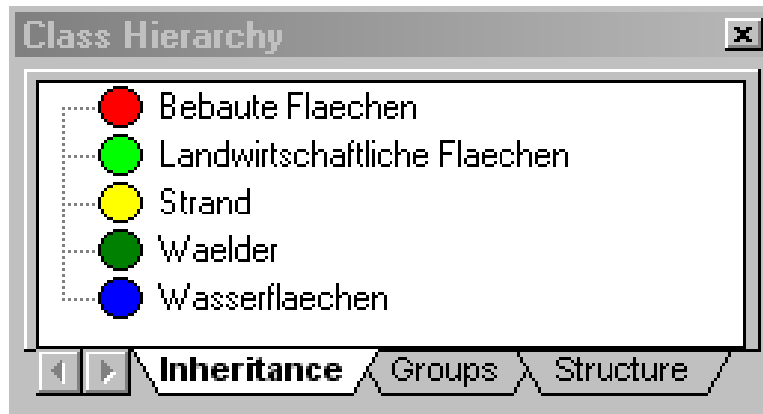 Class Hierarchy
Bebaute Flaechen
Landwirtschaftliche Flaechen
Strand
Waelder
Wasserflaechen
Inheritance Groups Structure